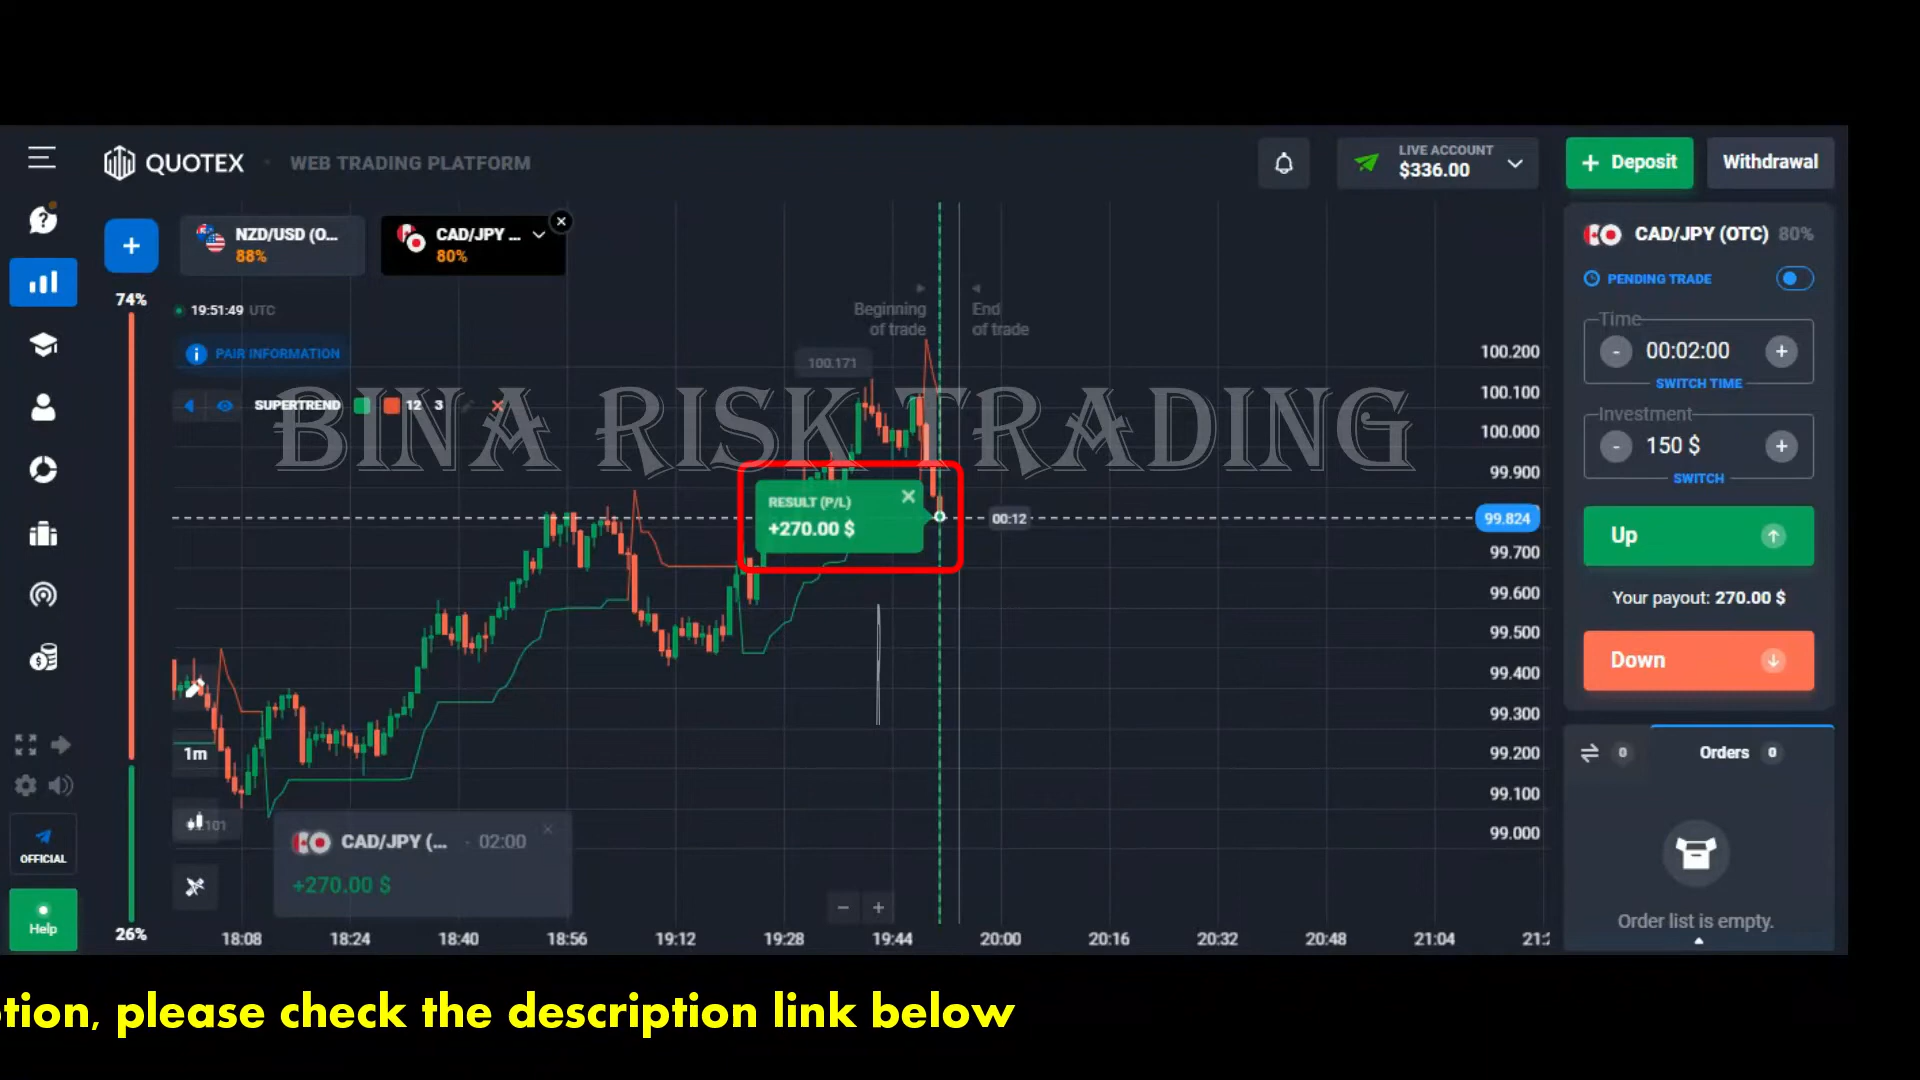 QUOTEX
WEB TRADING PLATFORM
LIVE ACCOUNT
$336.00
+ Deposit
Withdrawal
+
NZD/USD (O...
88%
CAD/JPY ...
80%
74%
19:51:49 UTC
PAIR INFORMATION
SUPERTREND 12 3
BINA RISK TRADING
Beginning
of trade
End
of trade
100.171
RESULT (P/L)
+270.00 $
00:12
100.200
100.100
100.000
99.900
99.824
99.700
99.600
99.500
99.400
99.300
99.200
99.100
99.000
CAD/JPY (OTC) 80%
PENDING TRADE
Time
- 00:02:00 +
SWITCH TIME
Investment
- 150 $ +
SWITCH
Up
Your payout: 270.00 $
Down
0
Orders 0
Order list is empty.
1m
CAD/JPY (... · 02:00
+270.00 $
OFFICIAL
Help
26%
18:08 18:24 18:40 18:56 19:12 19:28 19:44 20:00 20:16 20:32 20:48 21:04
tion, please check the description link below